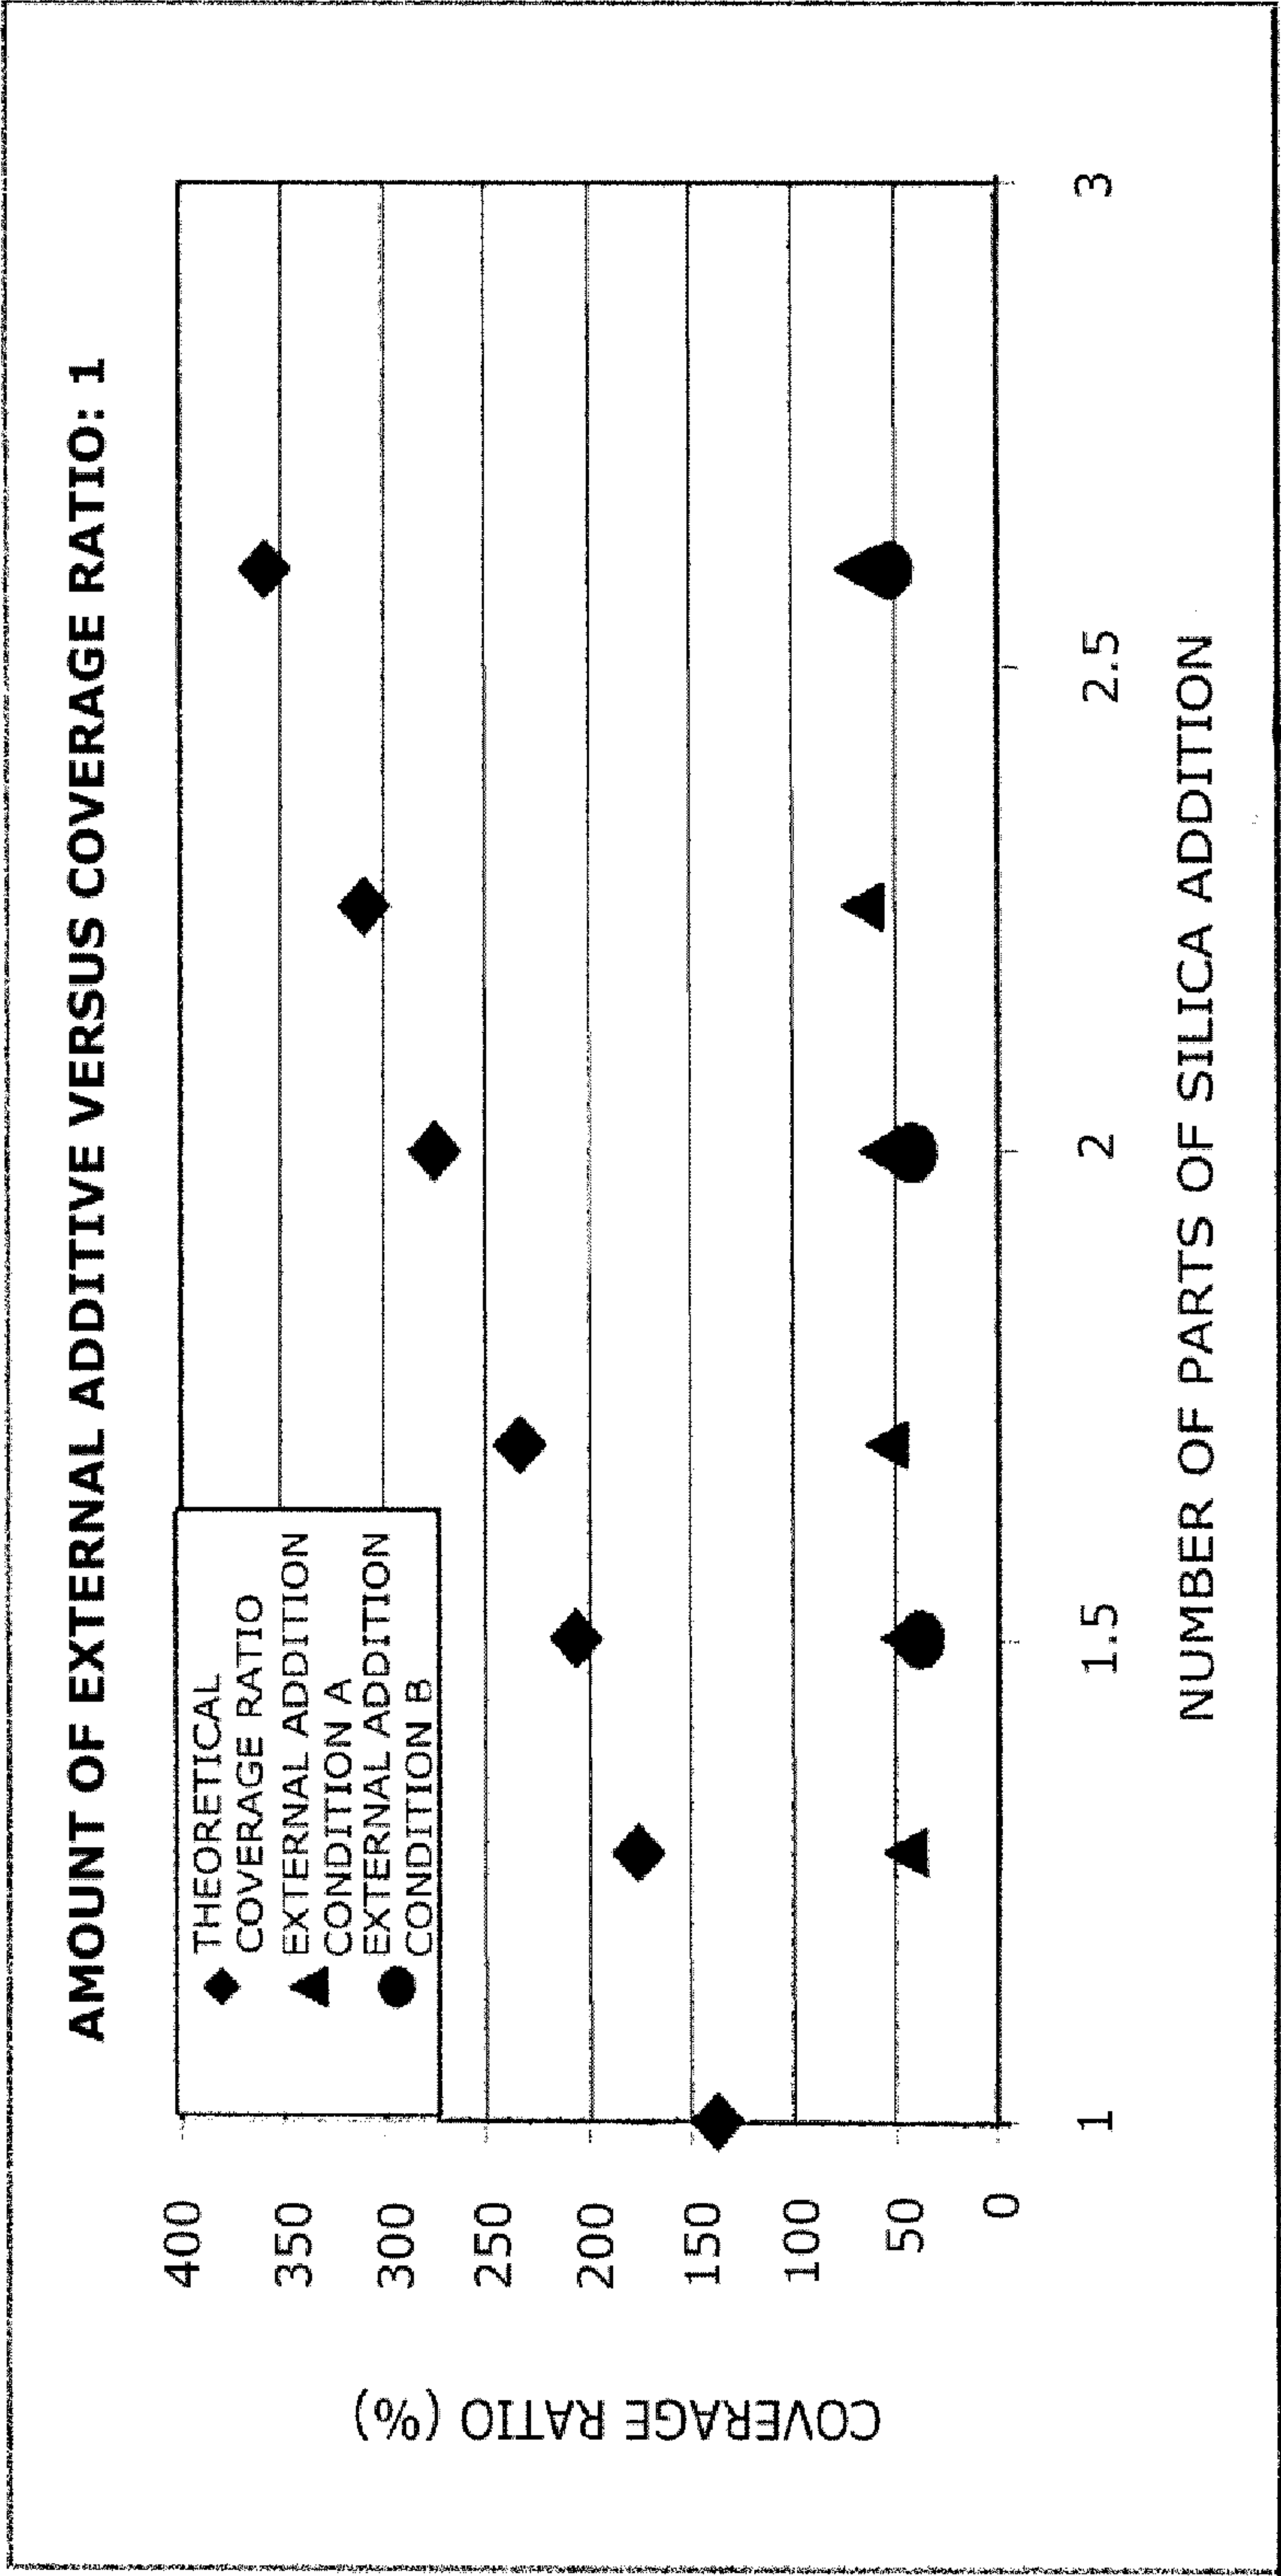 AMOUNT OF EXTERNAL ADDITIVE VERSUS COVERAGE RATIO: 1
THEORETICAL
COVERAGE RATIO
EXTERNAL ADDITION
CONDITION A
EXTERNAL ADDITION
CONDITION B
COVERAGE RATIO (%)
400
350
300
250
200
150
100
50
0
1
1.5
2
2.5
3
NUMBER OF PARTS OF SILICA ADDITION